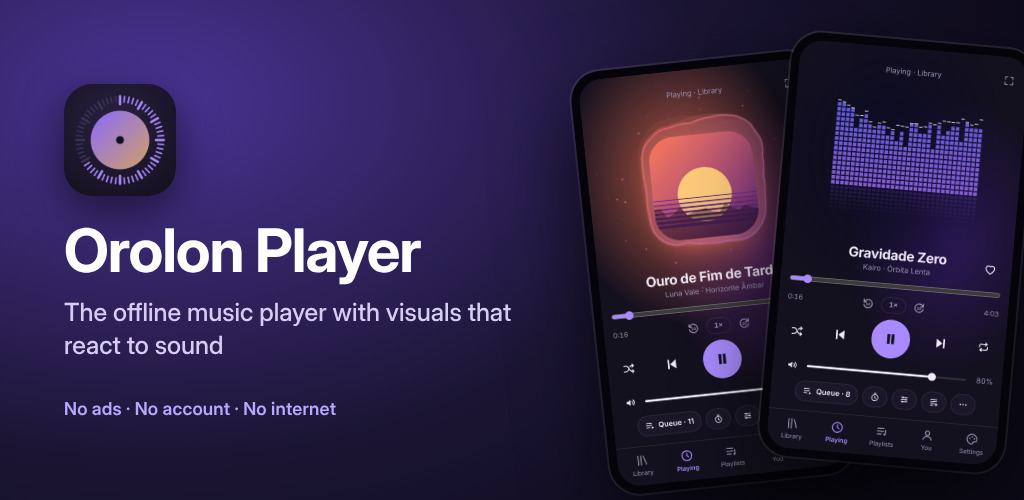 Orolon Player
The offline music player with visuals that
react to sound
No ads · No account · No internet
Playing · Library
Ouro de Fim de Tard
Luna Vale · Horizonte Âmbar
0:16
1×
Queue · 11
Library
Playing
Playlists
You
Playing · Library
Gravidade Zero
Kairo · Órbita Lenta
0:16
1×
4:03
80%
Queue · 8
Library
Playing
Playlists
You
Settings